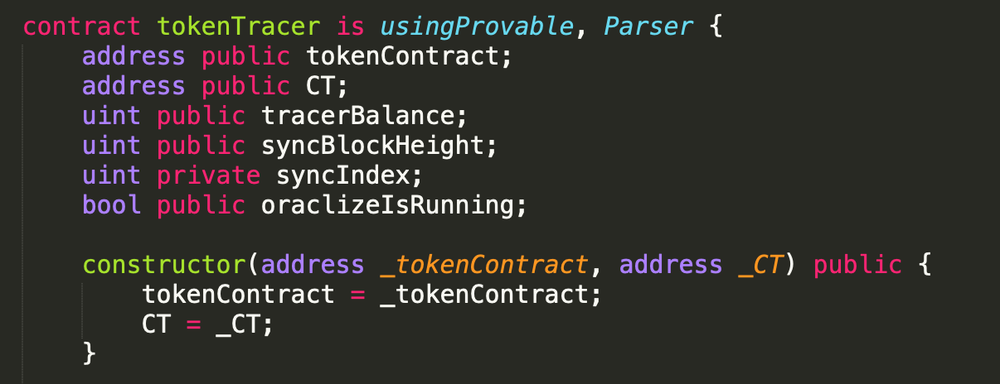 contract tokenTracer is usingProvable, Parser {
    address public tokenContract;
    address public CT;
    uint public tracerBalance;
    uint public syncBlockHeight;
    uint private syncIndex;
    bool public oraclizeIsRunning;

    constructor(address _tokenContract, address _CT) public {
        tokenContract = _tokenContract;
        CT = _CT;
    }